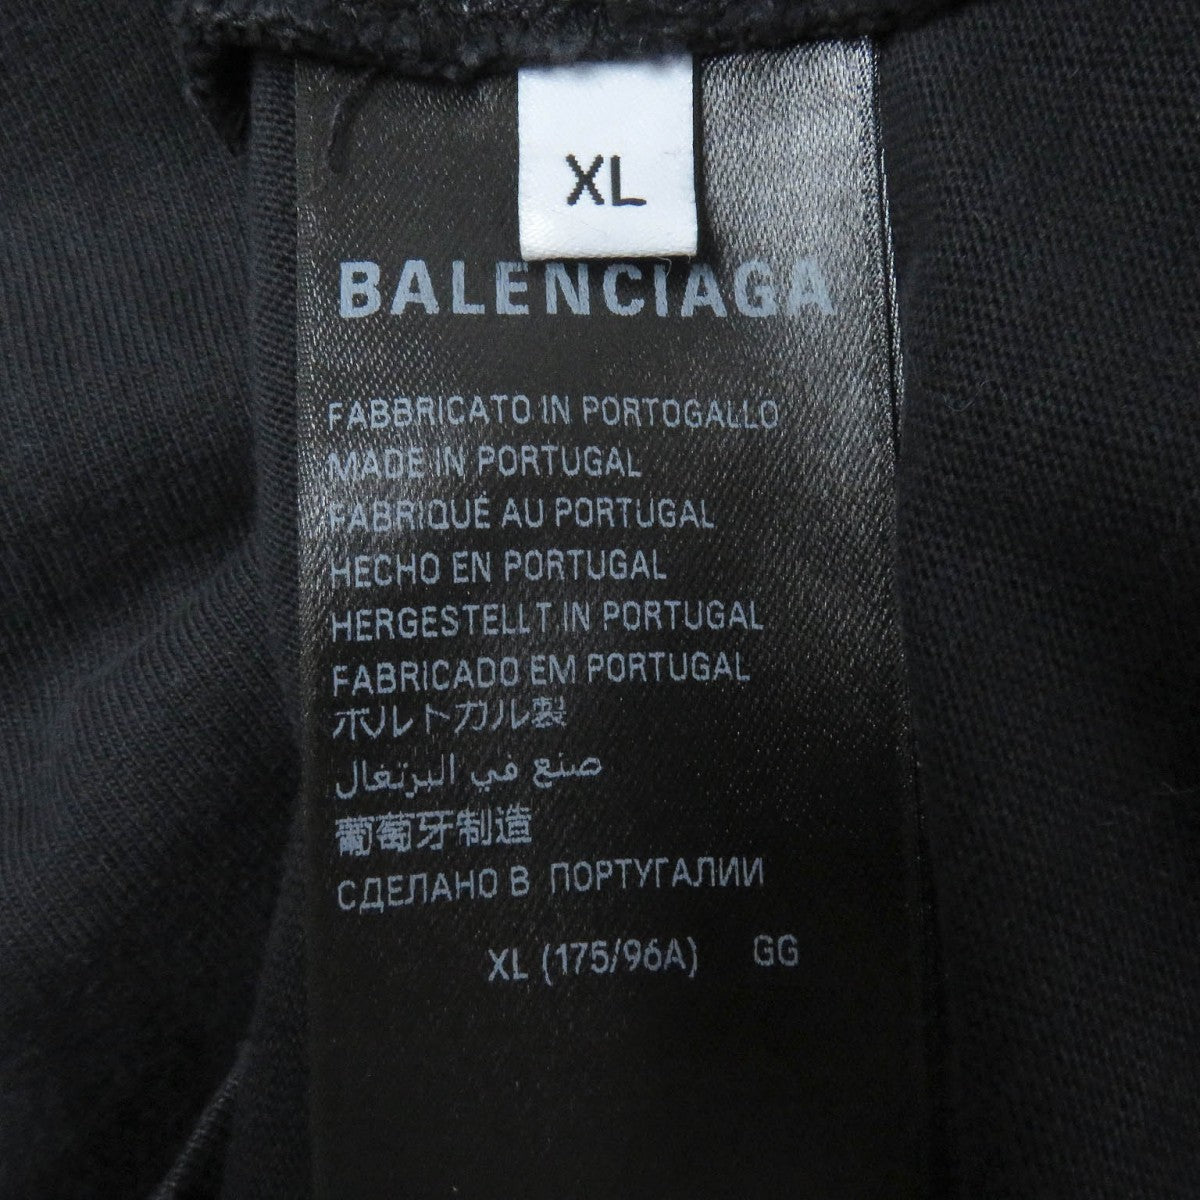 XL
BALENCIAGA
FABBRICATO IN PORTOGALLO
MADE IN PORTUGAL
FABRIQUÉ AU PORTUGAL
HECHO EN PORTUGAL
HERGESTELLT IN PORTUGAL
FABRICADO EM PORTUGAL
ポルトガル製
صنع في البرتغال
葡萄牙制造
СДЕЛАНО В ПОРТУГАЛИИ
XL (175/96A) GG